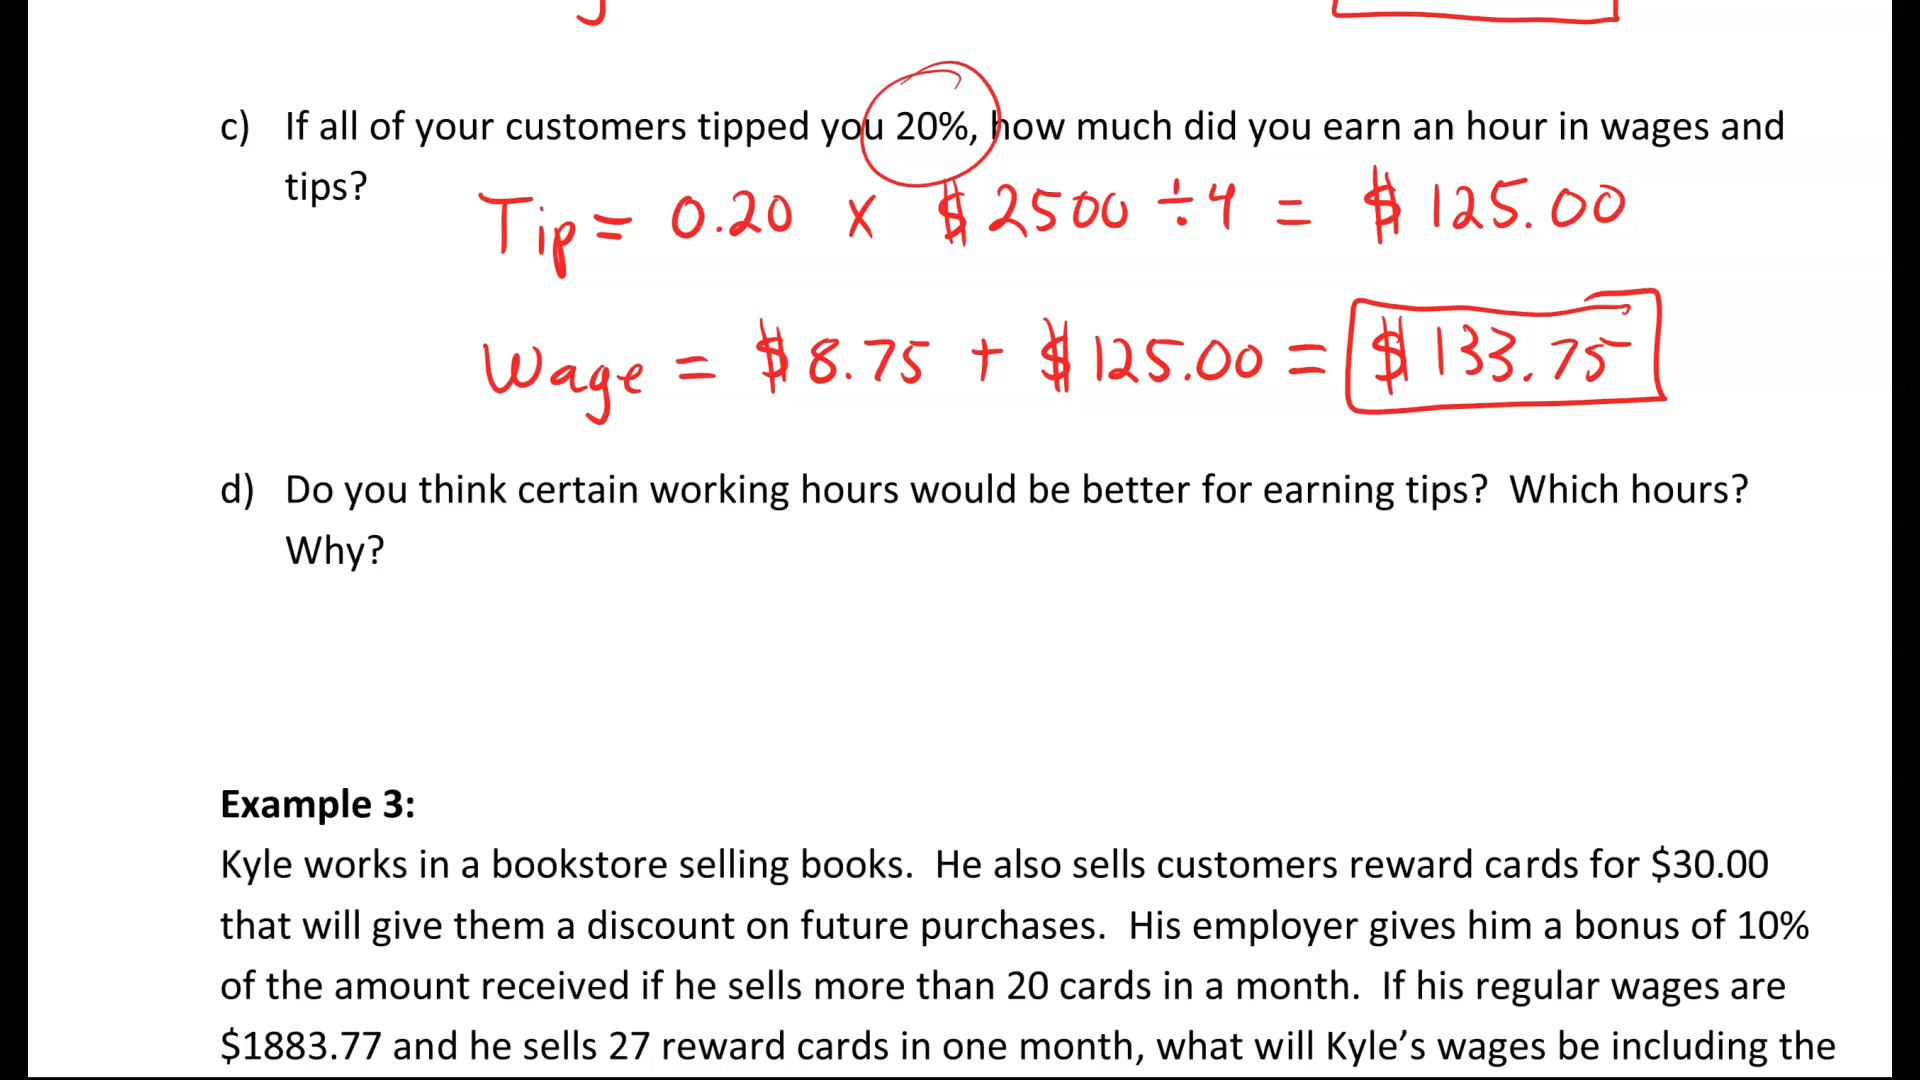 c) If all of your customers tipped you 20%, how much did you earn an hour in wages and
tips?
Tip = 0.20 x $2500 ÷ 4 = $125.00
Wage = $8.75 + $125.00 = $133.75
d) Do you think certain working hours would be better for earning tips? Which hours?
Why?
Example 3:
Kyle works in a bookstore selling books. He also sells customers reward cards for $30.00
that will give them a discount on future purchases. His employer gives him a bonus of 10%
of the amount received if he sells more than 20 cards in a month. If his regular wages are
$1883.77 and he sells 27 reward cards in one month, what will Kyle’s wages be including the